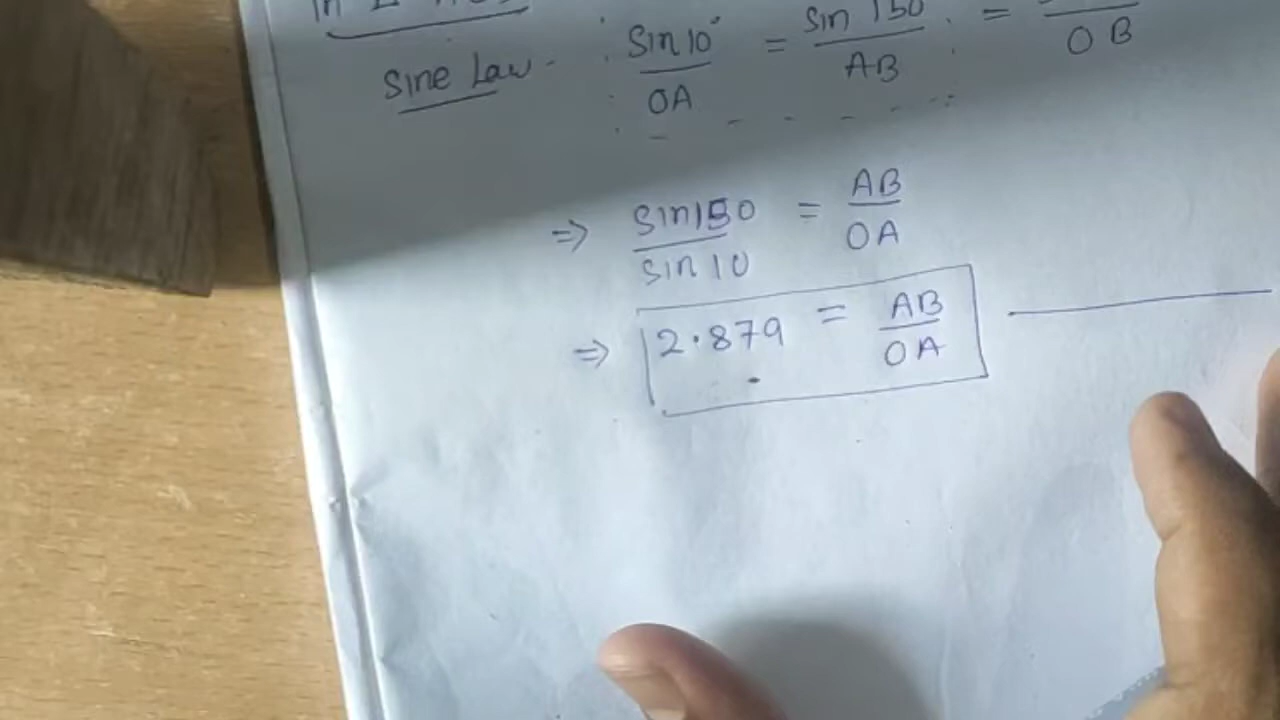 In
Sine Law. sin 10° / OA = sin 150 / AB = / OB
⇒ sin 150 / sin 10 = AB / OA
⇒ 2.879 = AB / OA